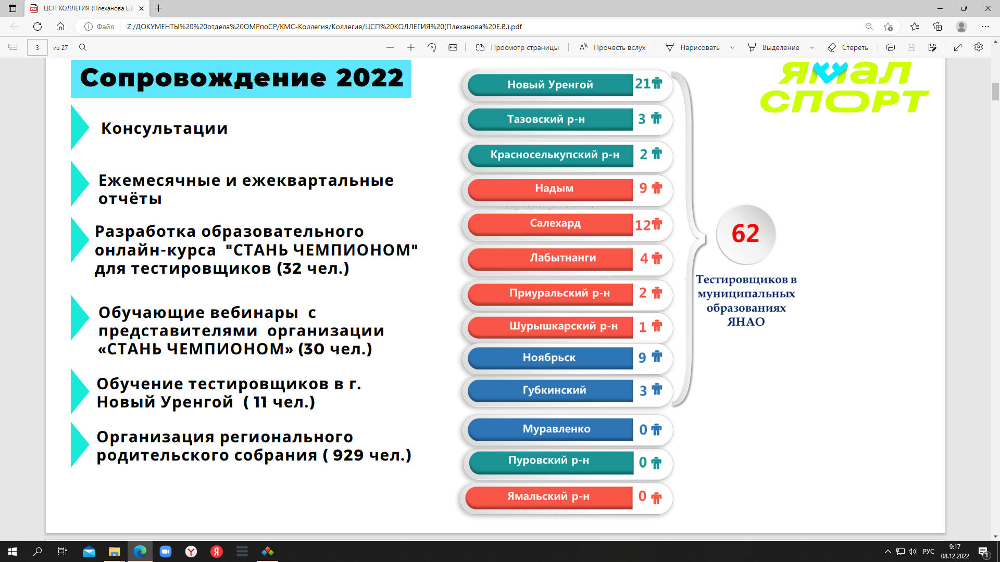 ЦСП КОЛЛЕГИЯ (Плеханова Е.В
Файл
Z:/ДОКУМЕНТЫ%20%20отдела%20ОМРпоСР/КМС-Коллегия/Коллегия/ЦСП%20КОЛЛЕГИЯ%20(Плеханова%20Е.В.).pdf
3 из 27
Просмотр страницы
Прочесть вслух
Нарисовать
Выделение
Стереть
Сопровождение 2022
Консультации
Ежемесячные и ежеквартальные
отчёты
Разработка образовательного
онлайн-курса "СТАНЬ ЧЕМПИОНОМ"
для тестировщиков (32 чел.)
Обучающие вебинары с
представителями организации
«СТАНЬ ЧЕМПИОНОМ» (30 чел.)
Обучение тестировщиков в г.
Новый Уренгой ( 11 чел.)
Организация регионального
родительского собрания ( 929 чел.)
Новый Уренгой 21
Тазовский р-н 3
Красноселькупский р-н 2
Надым 9
Салехард 12
Лабытнанги 4
Приуральский р-н 2
Шурышкарский р-н 1
Ноябрьск 9
Губкинский 3
Муравленко 0
Пуровский р-н 0
Ямальский р-н 0
62
Тестировщиков в
муниципальных
образованиях
ЯНАО
ЯМАЛ
СПОРТ
РУС
9:17
08.12.2022
1